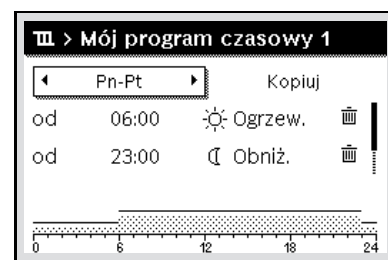 > Mój program czasowy 1
Pn-Pt Kopiuj
od 06:00 Ogrzew.
od 23:00 Obniż.
0 6 12 18 24